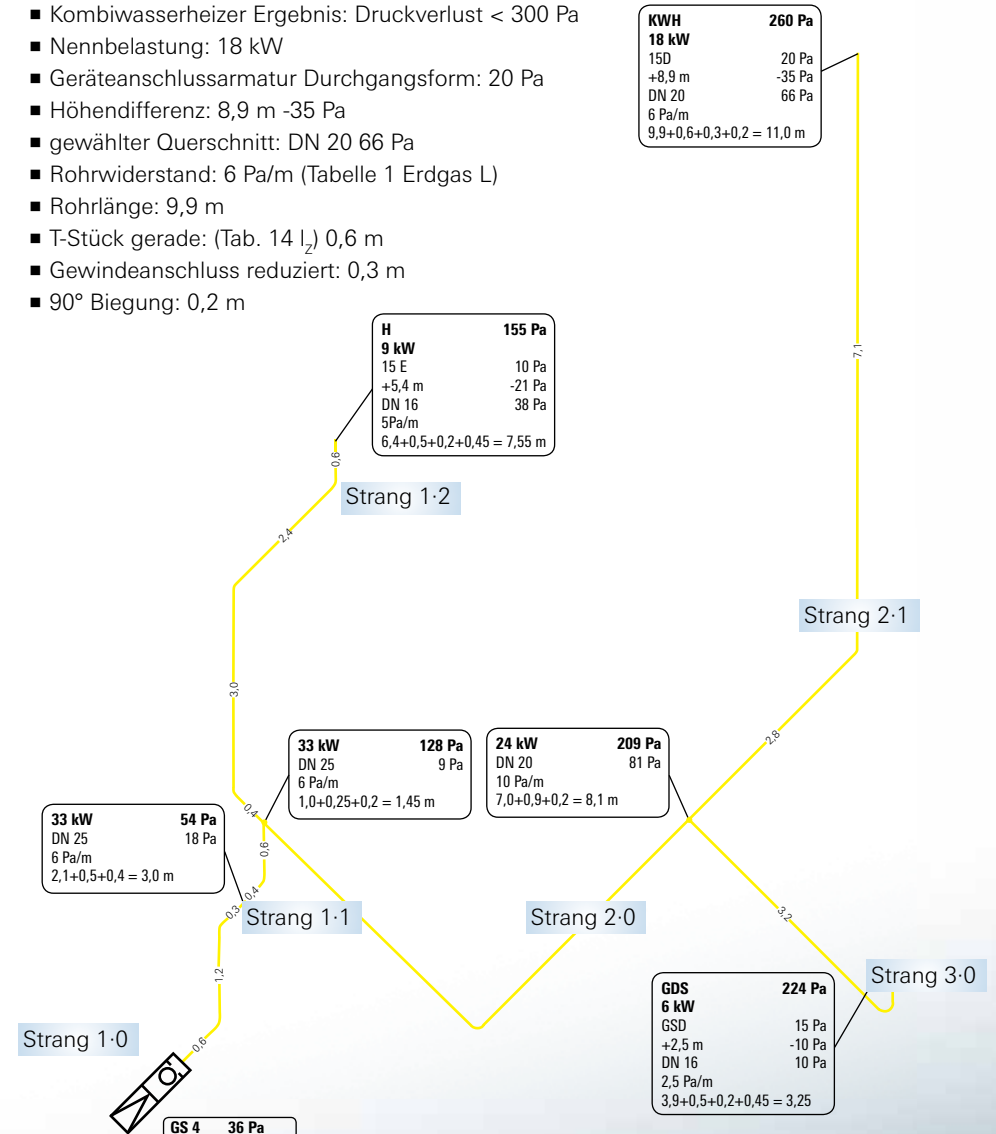 ■ Kombiwasserheizer Ergebnis: Druckverlust < 300 Pa
■ Nennbelastung: 18 kW
■ Geräteanschlussarmatur Durchgangsform: 20 Pa
■ Höhendifferenz: 8,9 m -35 Pa
■ gewählter Querschnitt: DN 20 66 Pa
■ Rohrwiderstand: 6 Pa/m (Tabelle 1 Erdgas L)
■ Rohrlänge: 9,9 m
■ T-Stück gerade: (Tab. 14 l_Z) 0,6 m
■ Gewindeanschluss reduziert: 0,3 m
■ 90° Biegung: 0,2 m
KWH 260 Pa
18 kW
15D 20 Pa
+8,9 m -35 Pa
DN 20 66 Pa
6 Pa/m
9,9+0,6+0,3+0,2 = 11,0 m
H 155 Pa
9 kW
15 E 10 Pa
+5,4 m -21 Pa
DN 16 38 Pa
5Pa/m
6,4+0,5+0,2+0,45 = 7,55 m
7,1
0,6
Strang 1·2
2,4
Strang 2·1
3,0
2,8
33 kW 128 Pa
DN 25 9 Pa
6 Pa/m
1,0+0,25+0,2 = 1,45 m
24 kW 209 Pa
DN 20 81 Pa
10 Pa/m
7,0+0,9+0,2 = 8,1 m
33 kW 54 Pa
DN 25 18 Pa
6 Pa/m
2,1+0,5+0,4 = 3,0 m
0,4
0,6
0,4
0,3
Strang 1·1
Strang 2·0
3,2
1,2
Strang 3·0
GDS 224 Pa
6 kW
GSD 15 Pa
+2,5 m -10 Pa
DN 16 10 Pa
2,5 Pa/m
3,9+0,5+0,2+0,45 = 3,25
Strang 1·0
0,6
GS 4 36 Pa